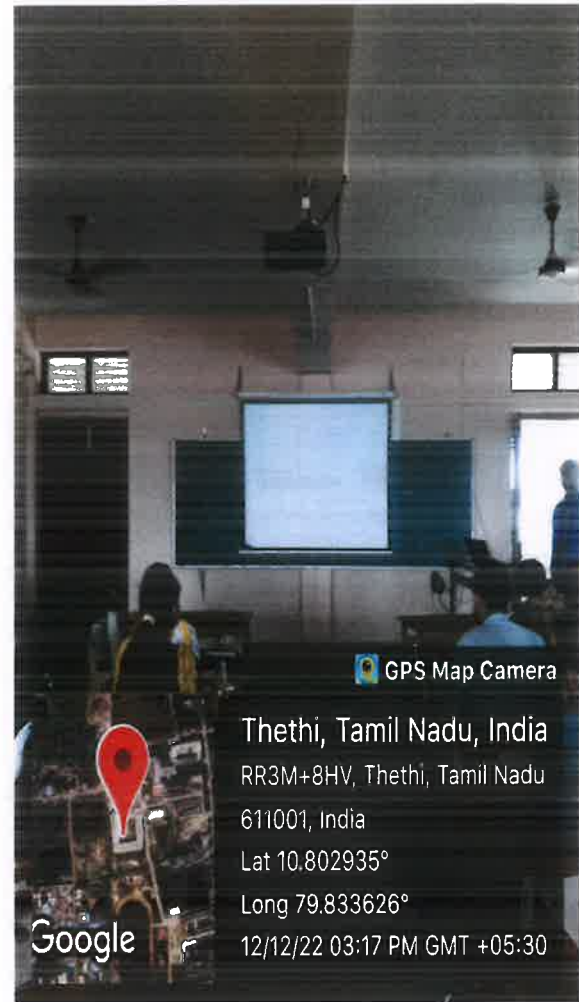 GPS Map Camera
Thethi, Tamil Nadu, India
RR3M+8HV, Thethi, Tamil Nadu
611001, India
Lat 10.802935°
Long 79.833626°
12/12/22 03:17 PM GMT +05:30
Google